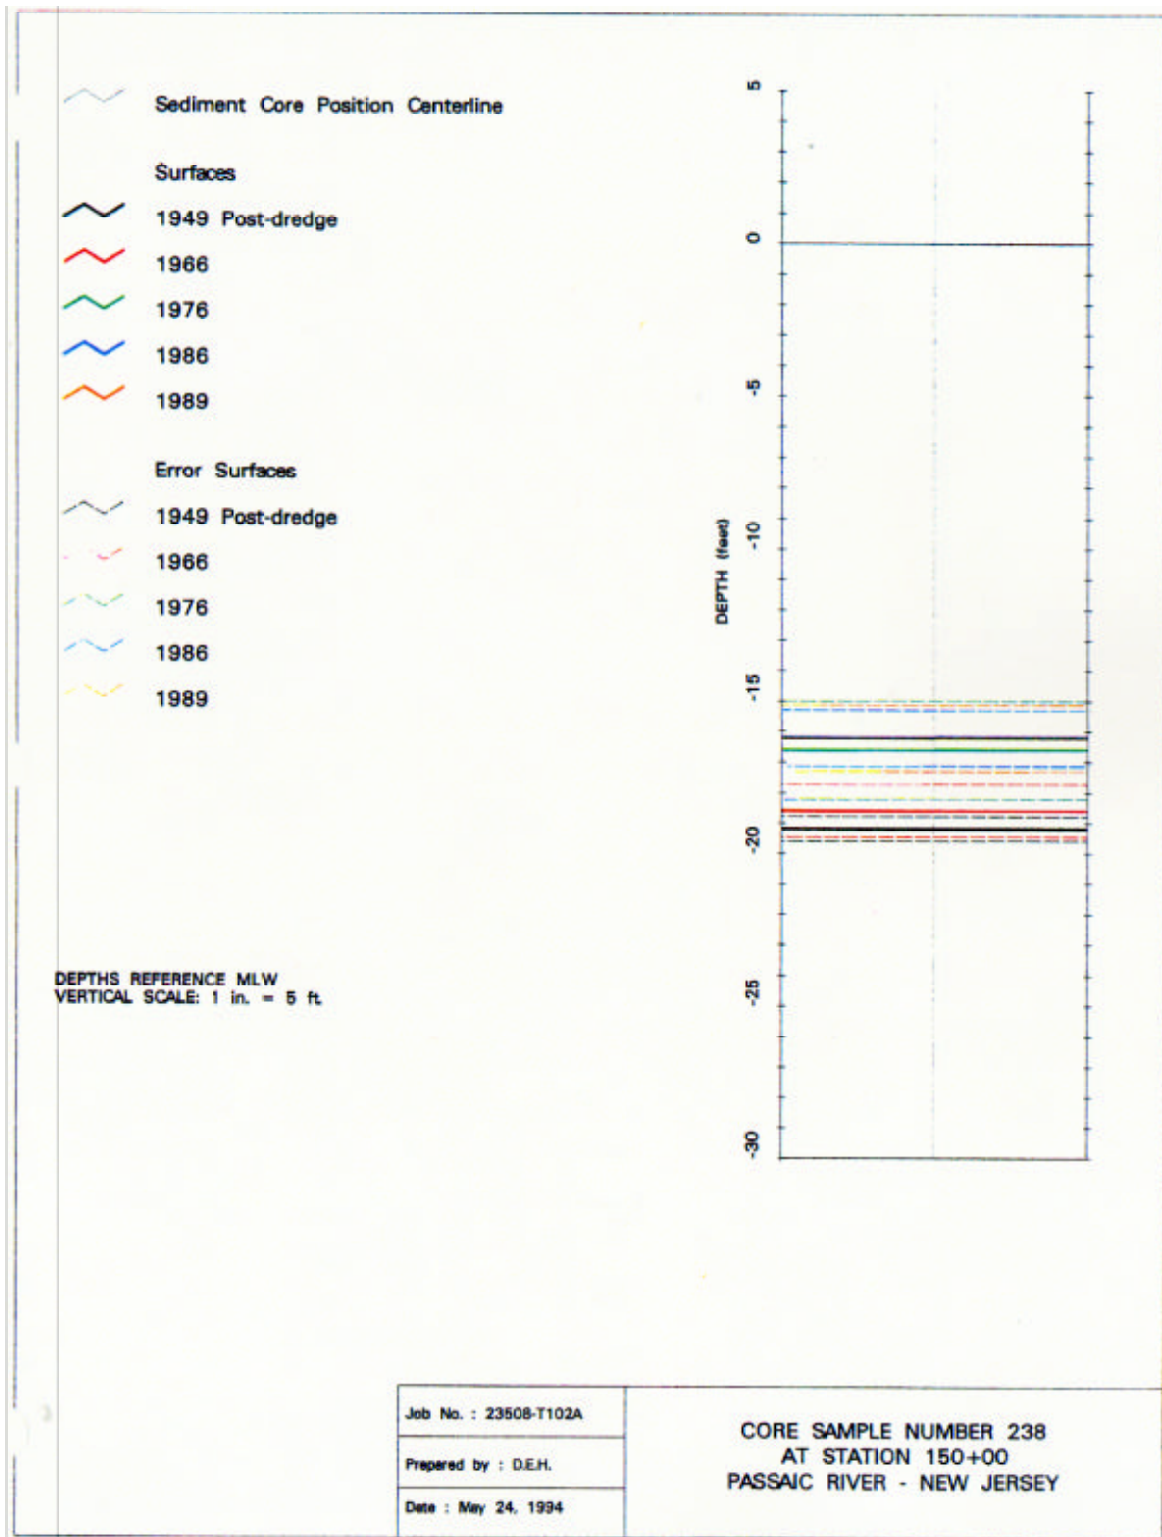 Sediment Core Position Centerline
Surfaces
1949 Post-dredge
1966
1976
1986
1989
Error Surfaces
1949 Post-dredge
1966
1976
1986
1989
DEPTHS REFERENCE MLW
VERTICAL SCALE: 1 in. = 5 ft.
DEPTH (feet)
5
0
-5
-10
-15
-20
-25
-30
Job No. : 23508-T102A
Prepared by : D.E.H.
Date : May 24, 1994
CORE SAMPLE NUMBER 238
AT STATION 150+00
PASSAIC RIVER - NEW JERSEY